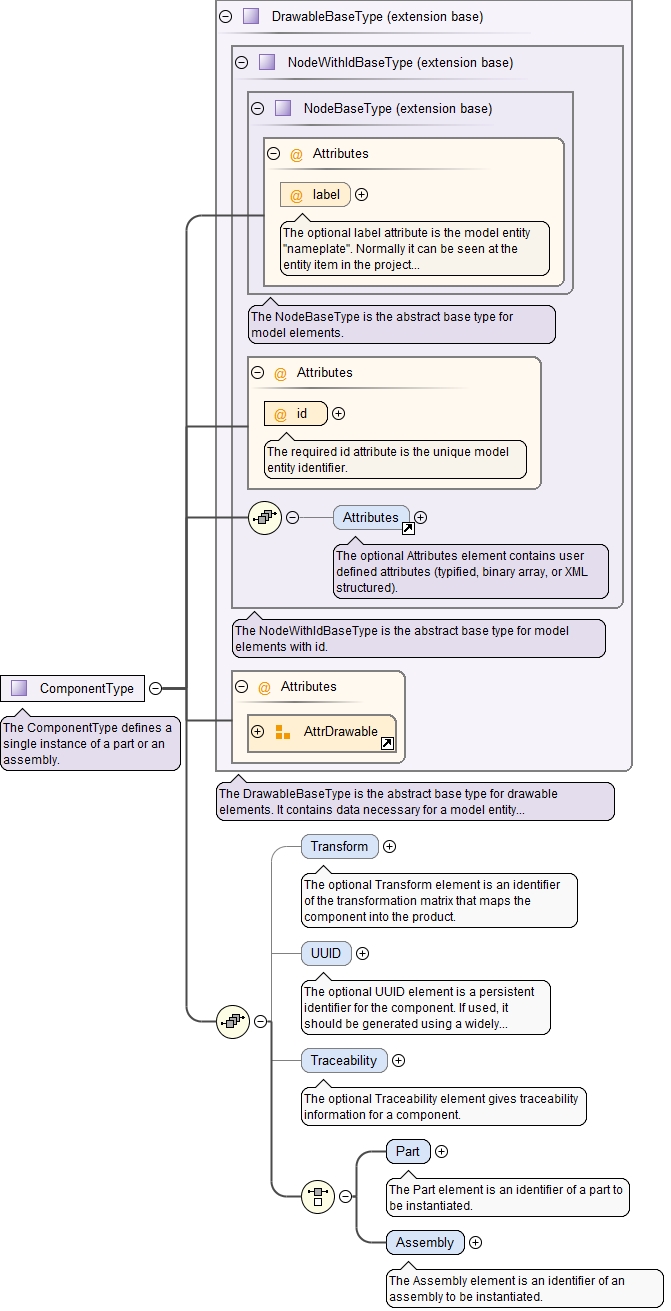 DrawableBaseType (extension base)
NodeWithIdBaseType (extension base)
NodeBaseType (extension base)
@ Attributes
@ label
The optional label attribute is the model entity
"nameplate". Normally it can be seen at the
entity item in the project...
The NodeBaseType is the abstract base type for
model elements.
@ Attributes
@ id
The required id attribute is the unique model
entity identifier.
Attributes
The optional Attributes element contains user
defined attributes (typified, binary array, or XML
structured).
The NodeWithIdBaseType is the abstract base type for model
elements with id.
@ Attributes
AttrDrawable
ComponentType
The ComponentType defines a
single instance of a part or an
assembly.
The DrawableBaseType is the abstract base type for drawable
elements. It contains data necessary for a model entity...
Transform
The optional Transform element is an identifier
of the transformation matrix that maps the
component into the product.
UUID
The optional UUID element is a persistent
identifier for the component. If used, it
should be generated using a widely...
Traceability
The optional Traceability element gives traceability
information for a component.
Part
The Part element is an identifier of a part to
be instantiated.
Assembly
The Assembly element is an identifier of an
assembly to be instantiated.